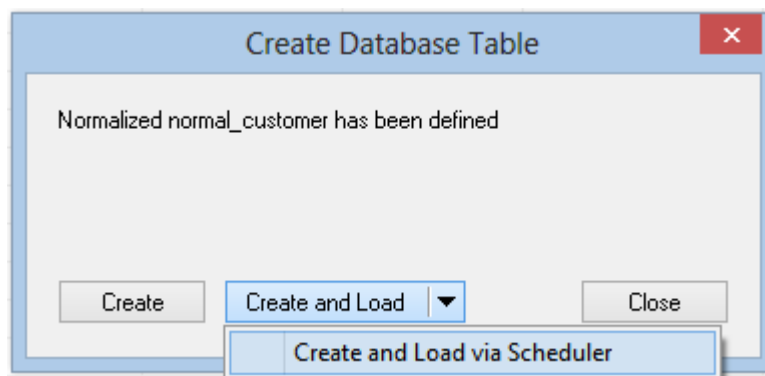 Create Database Table
Normalized normal_customer has been defined
Create
Create and Load
Close
Create and Load via Scheduler